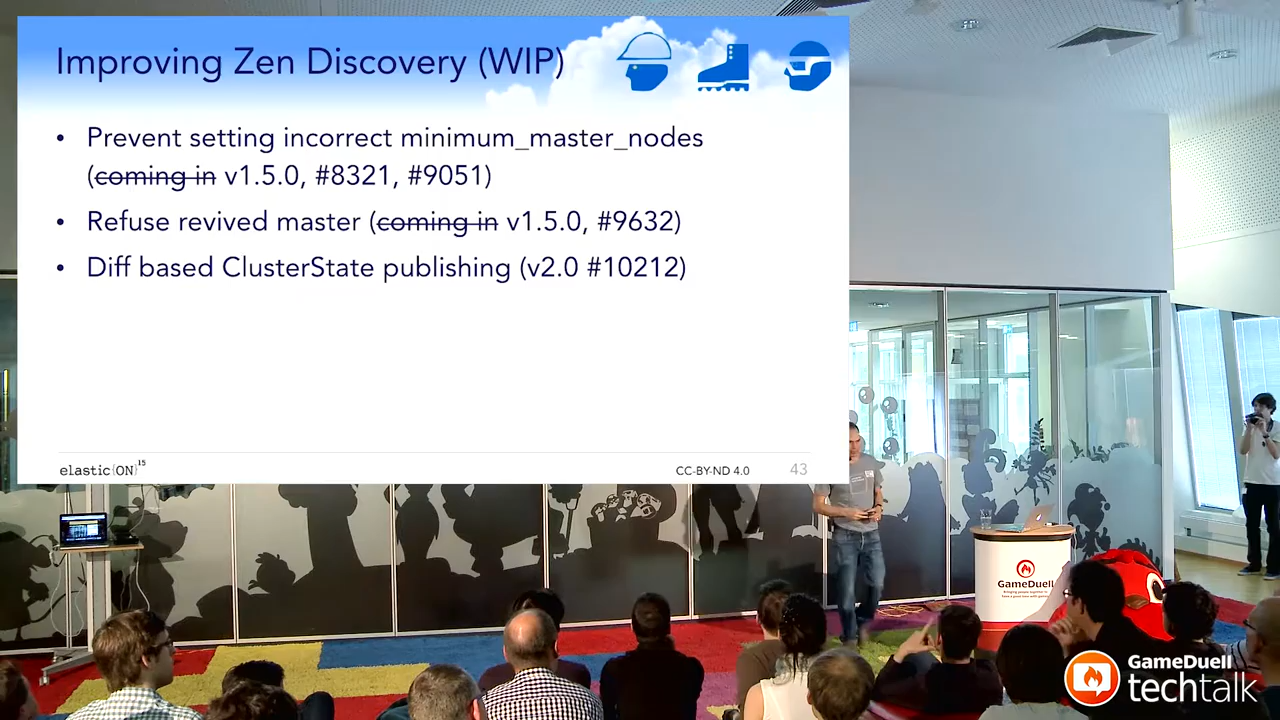 Improving Zen Discovery (WIP)
• Prevent setting incorrect minimum_master_nodes
(coming in v1.5.0, #8321, #9051)
• Refuse revived master (coming in v1.5.0, #9632)
• Diff based ClusterState publishing (v2.0 #10212)
elastic{ON}15
CC-BY-ND 4.0
43
GameDuell
GameDuell
techtalk